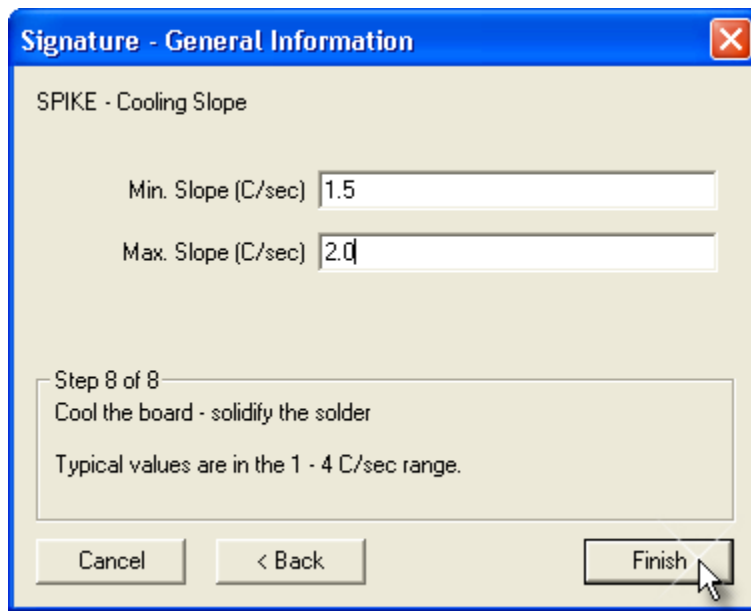 Signature - General Information
SPIKE - Cooling Slope
Min. Slope (C/sec) 1.5
Max. Slope (C/sec) 2.0
Step 8 of 8
Cool the board - solidify the solder
Typical values are in the 1 - 4 C/sec range.
Cancel < Back Finish